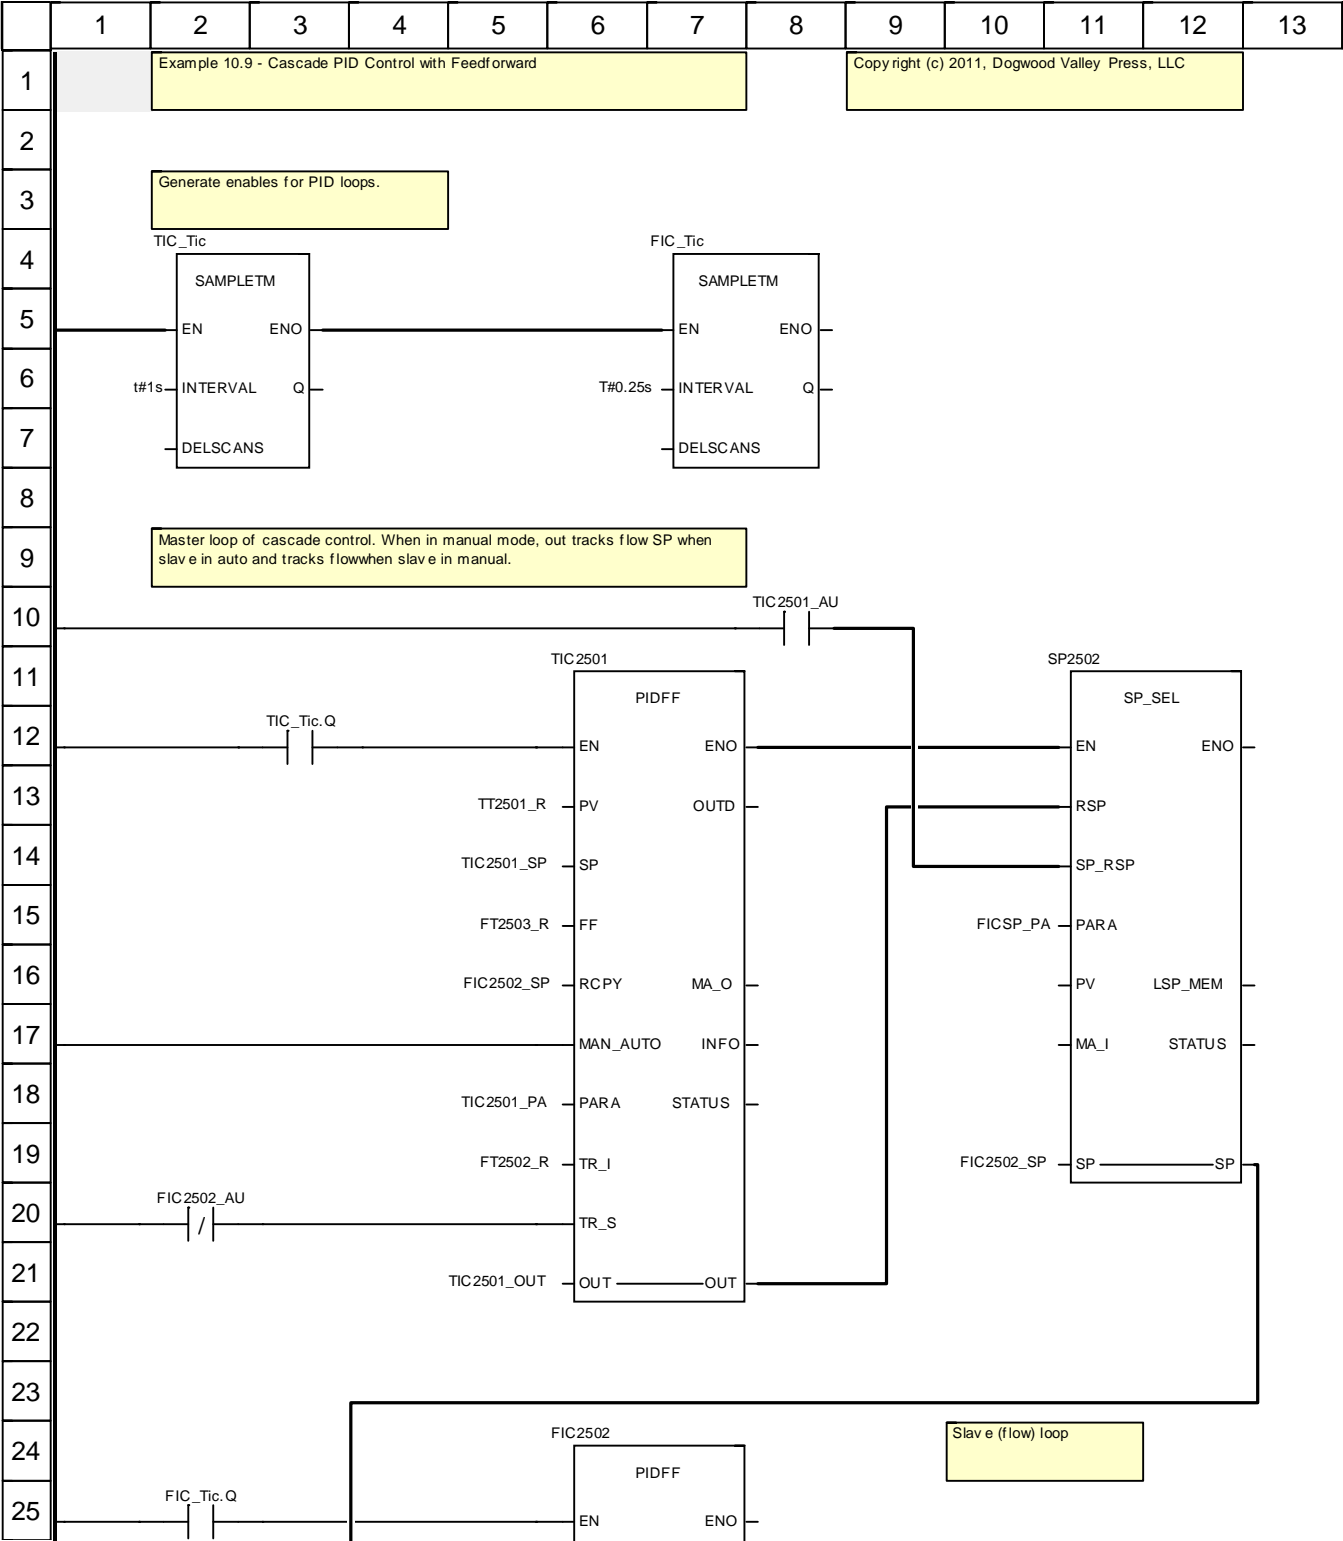 1 2 3 4 5 6 7 8 9 10 11 12 13
1
Example 10.9 - Cascade PID Control with Feedforward
Copyright (c) 2011, Dogwood Valley Press, LLC
2
3
Generate enables for PID loops.
TIC_Tic
FIC_Tic
4
SAMPLETM
SAMPLETM
5
EN ENO
EN ENO
6
t#1s INTERVAL Q
T#0.25s INTERVAL Q
7
DELSCANS
DELSCANS
8
9
Master loop of cascade control. When in manual mode, out tracks flow SP when
slave in auto and tracks flowwhen slave in manual.
10
TIC2501_AU
11
TIC2501
SP2502
PIDFF
SP_SEL
12
TIC_Tic.Q
EN ENO
EN ENO
13
TT2501_R PV OUTD
RSP
14
TIC2501_SP SP
SP_RSP
15
FT2503_R FF
FICSP_PA PARA
16
FIC2502_SP RCPY MA_O
PV LSP_MEM
17
MAN_AUTO INFO
MA_I STATUS
18
TIC2501_PA PARA STATUS
19
FT2502_R TR_I
FIC2502_SP SP SP
20
FIC2502_AU
/
TR_S
21
TIC2501_OUT OUT OUT
22
23
24
FIC2502
Slave (flow) loop
PIDFF
25
FIC_Tic.Q
EN ENO